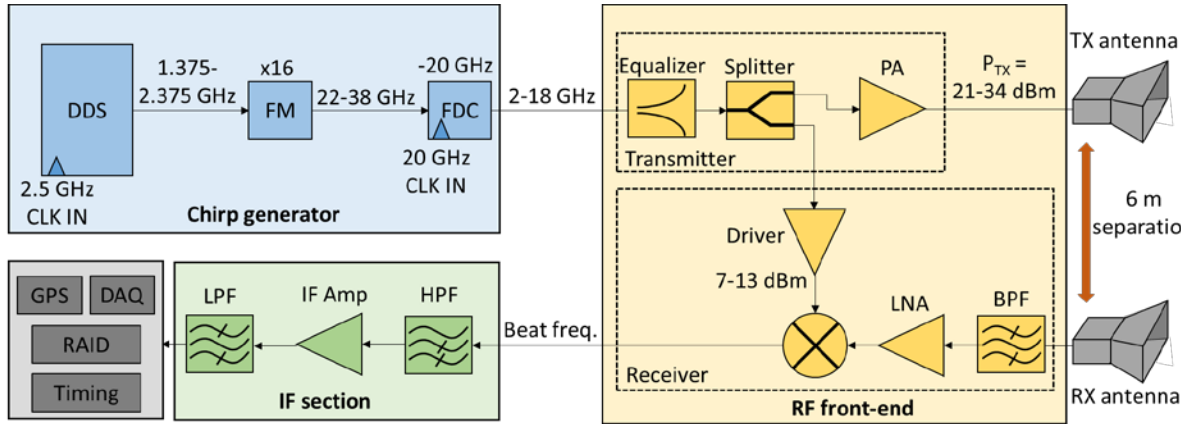 DDS
2.5 GHz
CLK IN
1.375-
2.375 GHz
x16
FM
22-38 GHz
-20 GHz
FDC
20 GHz
CLK IN
2-18 GHz
Chirp generator
Equalizer
Splitter
PA
Transmitter
P_TX =
21-34 dBm
TX antenna
6 m
separatio
Driver
7-13 dBm
LNA
BPF
Receiver
RF front-end
RX antenna
Beat freq.
HPF
IF Amp
LPF
IF section
GPS
DAQ
RAID
Timing